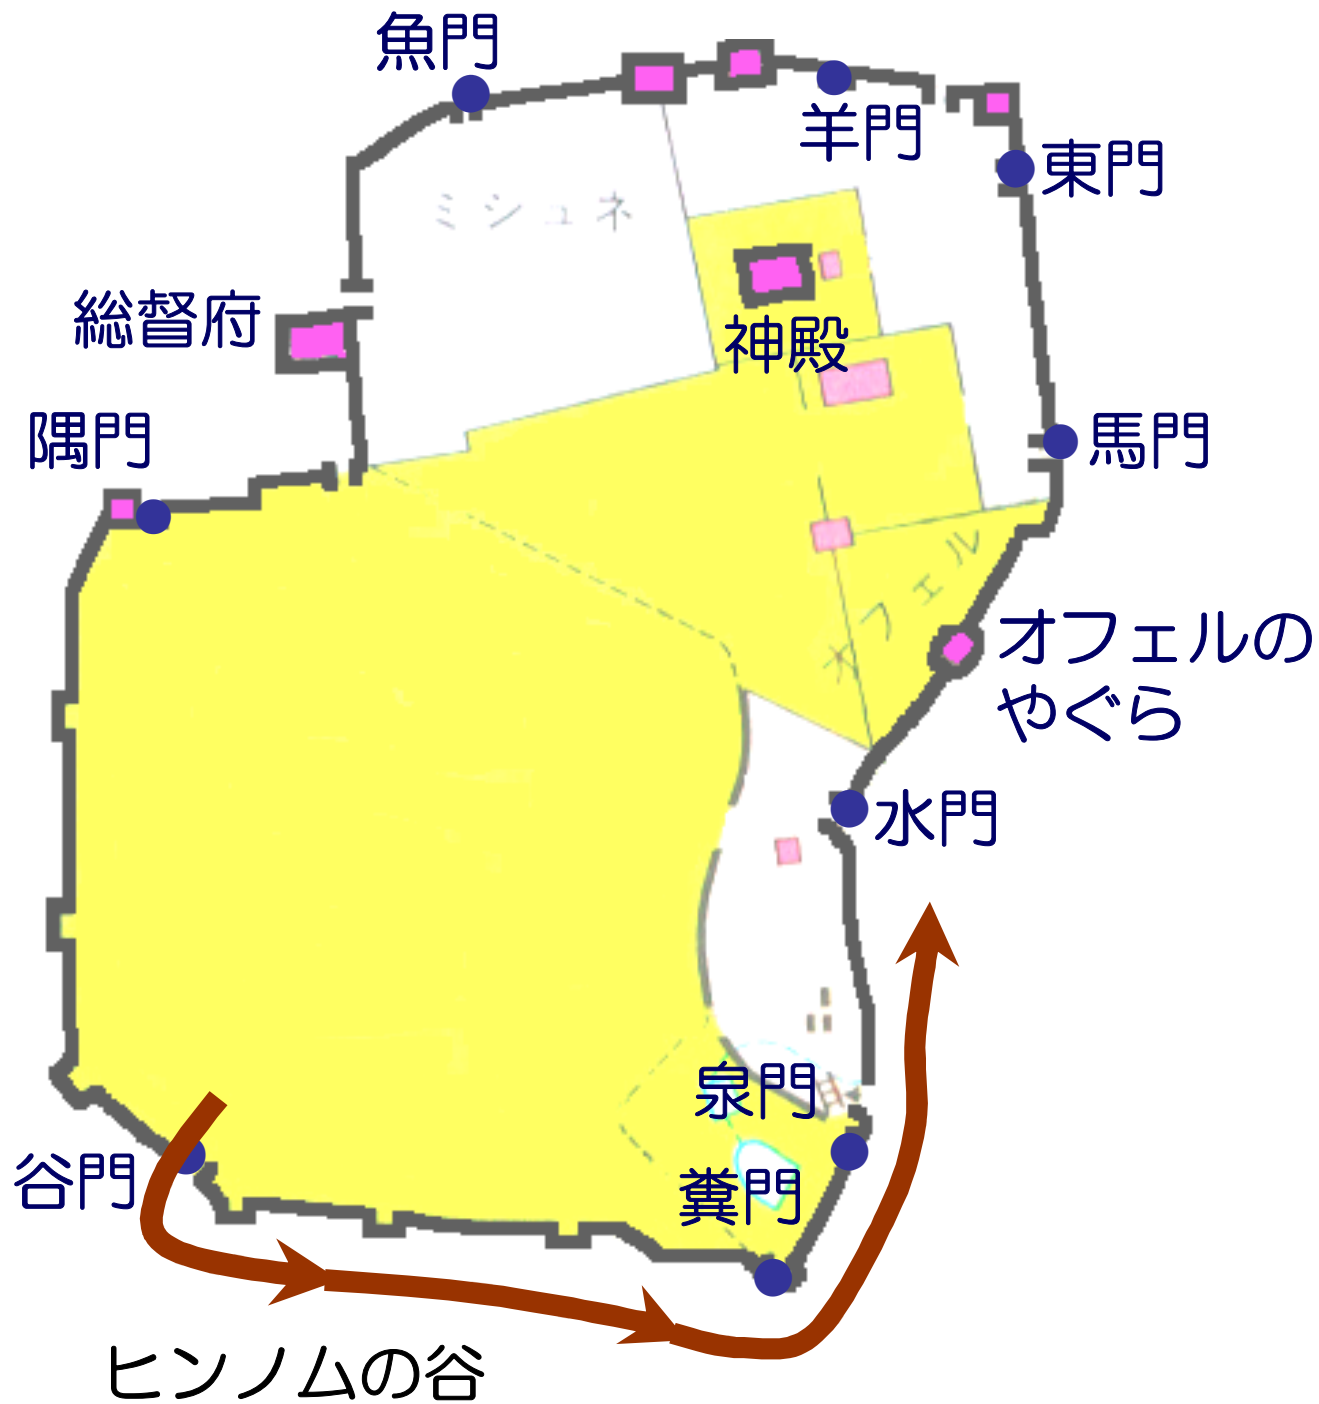 魚門
羊門
東門
ミシュネ
総督府
神殿
隅門
馬門
オフェル
オフェルの
やぐら
水門
泉門
谷門
糞門
ヒンノムの谷